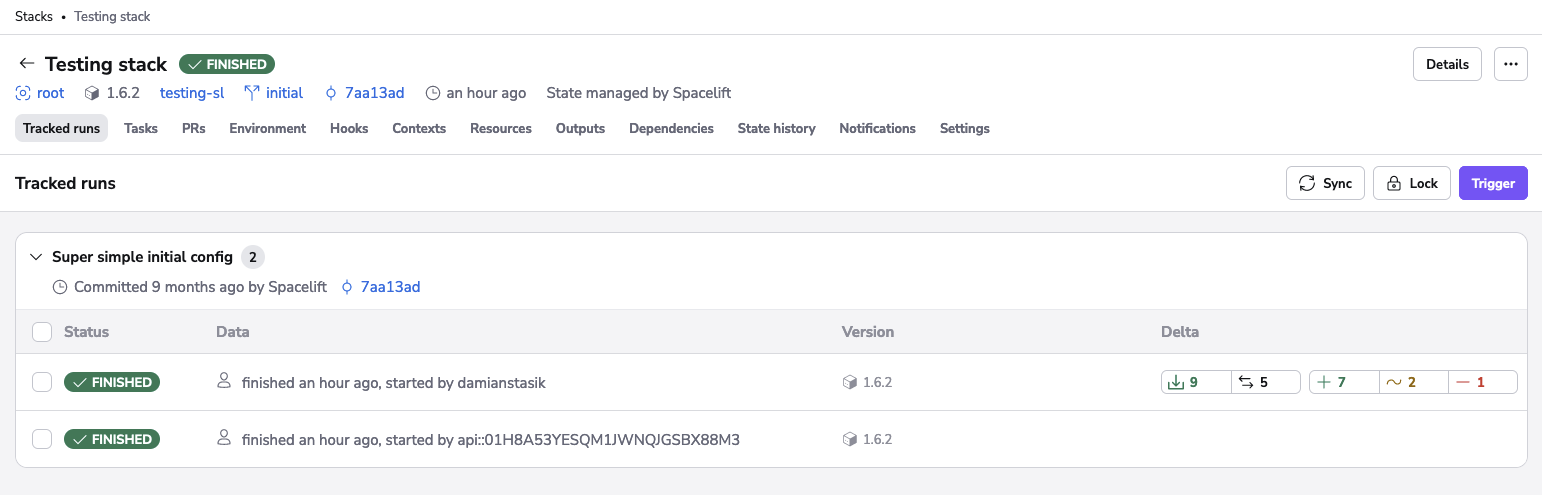 Stacks • Testing stack
Testing stack FINISHED
Details
root 1.6.2 testing-sl initial 7aa13ad an hour ago State managed by Spacelift
Tracked runs Tasks PRs Environment Hooks Contexts Resources Outputs Dependencies State history Notifications Settings
Tracked runs Sync Lock Trigger
Super simple initial config 2
Committed 9 months ago by Spacelift 7aa13ad
Status Data Version Delta
FINISHED finished an hour ago, started by damianstasik 1.6.2 9 5 + 7 ~ 2 — 1
FINISHED finished an hour ago, started by api::01H8A53YESQM1JWNQJGSBX88M3 1.6.2